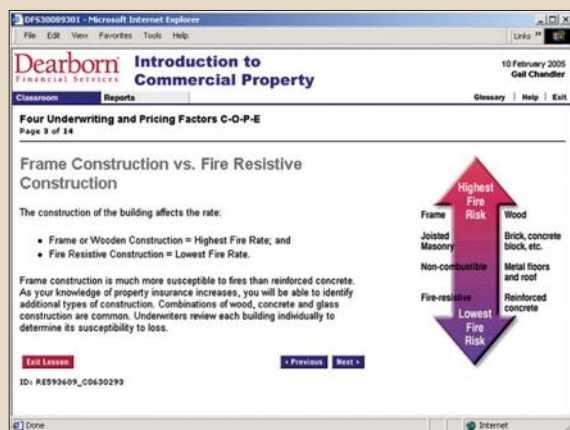 DFS30089301 - Microsoft Internet Explorer
File Edit View Favorites Tools Help
Links »
Dearborn
Financial Services
Introduction to
Commercial Property
10 February 2005
Gail Chandler
Classroom Reports
Glossary | Help | Exit
Four Underwriting and Pricing Factors C-O-P-E
Page 3 of 14
Frame Construction vs. Fire Resistive
Construction
The construction of the building affects the rate:
• Frame or Wooden Construction = Highest Fire Rate; and
• Fire Resistive Construction = Lowest Fire Rate.
Frame construction is much more susceptible to fires than reinforced concrete.
As your knowledge of property insurance increases, you will be able to identify
additional types of construction. Combinations of wood, concrete and glass
construction are common. Underwriters review each building individually to
determine its susceptibility to loss.
Highest
Fire
Risk
Frame Wood
Joisted
Masonry
Brick, concrete
block, etc.
Non-combustible
Metal floors
and roof
Fire-resistive
Reinforced
concrete
Lowest
Fire
Risk
Exit Lesson
‹ Previous Next ›
ID: RE593609_C0630293
Done
Internet